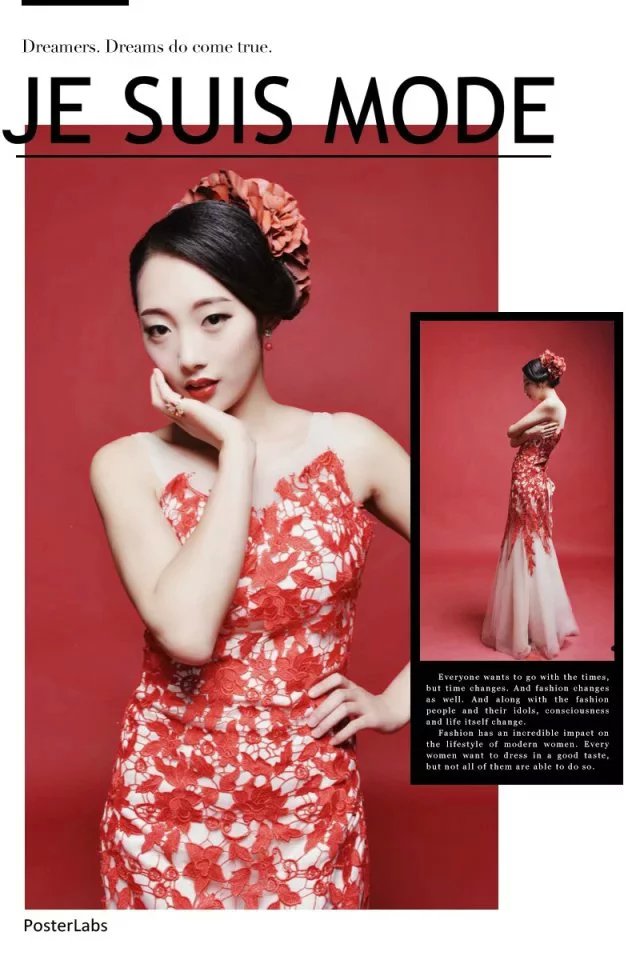 Dreamers. Dreams do come true.
JE SUIS MODE
Everyone wants to go with the times,
but time changes. And fashion changes
as well. And along with the fashion
people and their idols, consciousness
and life itself change.
Fashion has an incredible impact on
the lifestyle of modern women. Every
women want to dress in a good taste,
but not all of them are able to do so.
PosterLabs